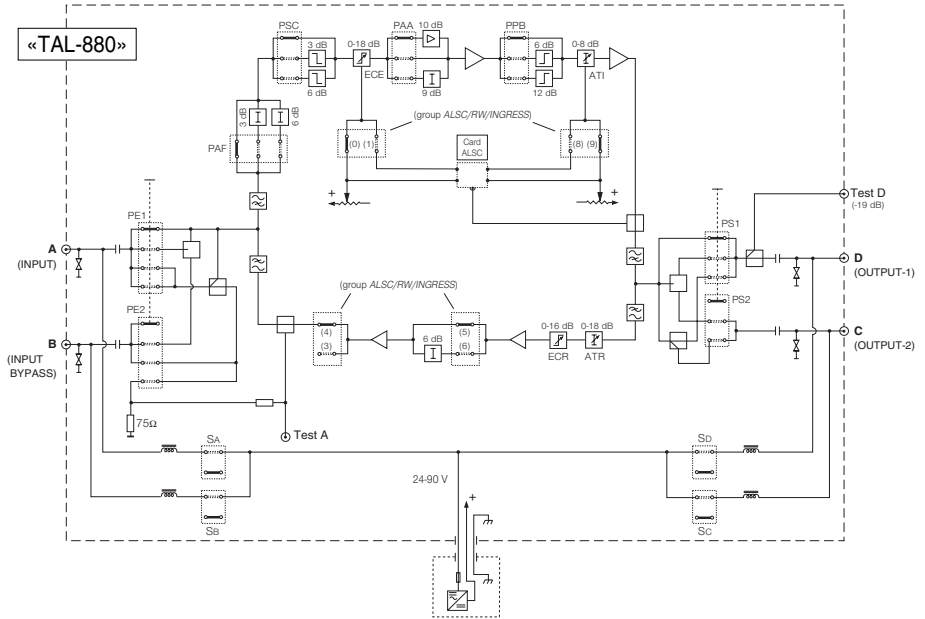 «TAL-880»
PSC
3 dB
6 dB
0-18 dB
ECE
PAA
10 dB
9 dB
PPB
6 dB
12 dB
0-8 dB
ATI
3 dB
6 dB
PAF
(group ALSC/RW/INGRESS)
(0) (1)
Card
ALSC
(8) (9)
+
+
Test D
(-19 dB)
PE1
PS1
A
(INPUT)
D
(OUTPUT-1)
(group ALSC/RW/INGRESS)
PE2
PS2
B
(INPUT
BYPASS)
(4)
(3)
6 dB
(5)
(6)
0-16 dB
ECR
0-18 dB
ATR
C
(OUTPUT-2)
75Ω
Test A
SA
SD
24-90 V
+
SB
SC